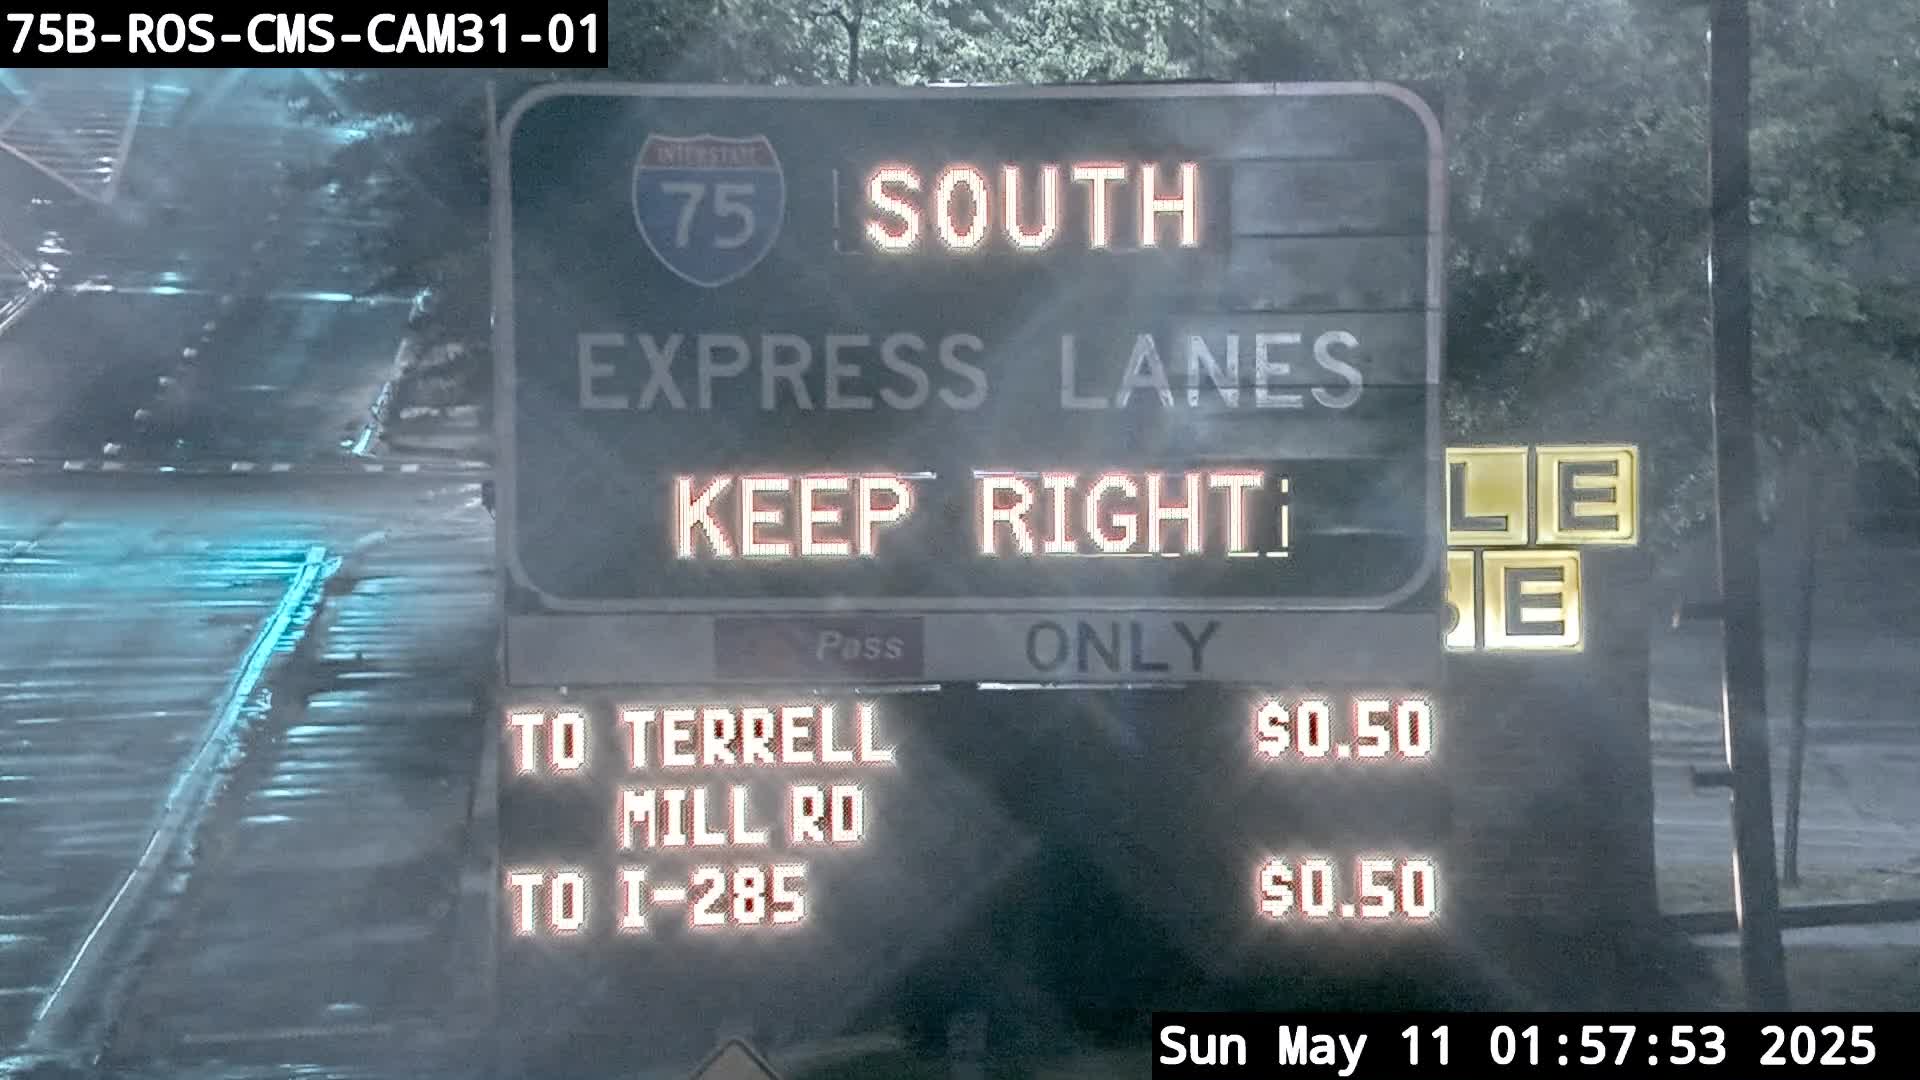 75B-ROS-CMS-CAM31-01
INTERSTATE
75
SOUTH
EXPRESS LANES
KEEP RIGHT
LE
E
Pass ONLY
TO TERRELL $0.50
MILL RD
TO I-285 $0.50
Sun May 11 01:57:53 2025